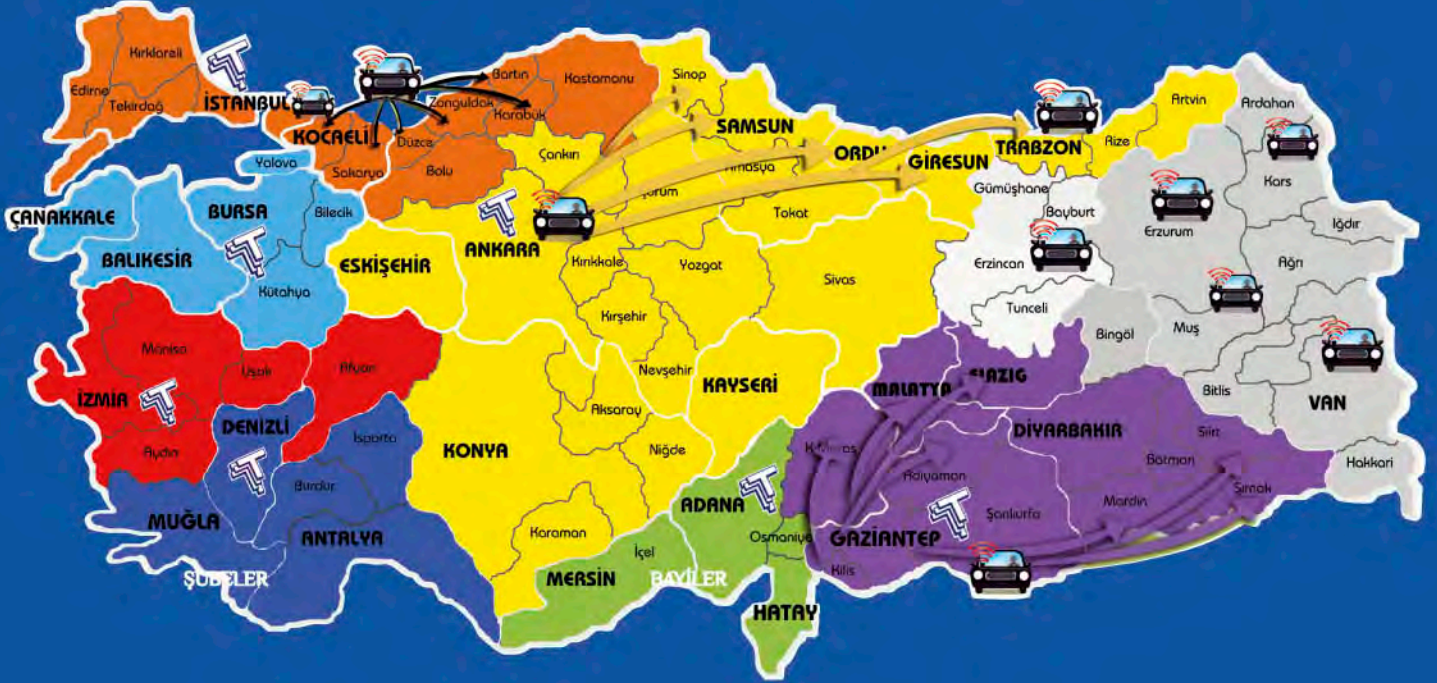 Kırklareli
Edirne
Tekirdağ
İSTANBUL
KOCAELİ
Sakarya
Düzce
Bolu
Zonguldak
Bartın
Karabük
Kastamonu
Sinop
SAMSUN
Çankırı
Amasya
ORDU
GİRESUN
TRABZON
Rize
Artvin
Ardahan
Kars
Iğdır
Ağrı
Erzurum
Gümüşhane
Bayburt
Erzincan
Tunceli
Bingöl
Muş
Bitlis
VAN
Hakkari
Yalova
ÇANAKKALE
BURSA
Bilecik
BALIKESİR
Kütahya
ESKİŞEHİR
ANKARA
Kırıkkale
Yozgat
Tokat
Sivas
Kırşehir
Nevşehir
KAYSERİ
Aksaray
Niğde
KONYA
Karaman
Manisa
Uşak
Afyon
İZMİR
Aydın
DENİZLİ
Isparta
Burdur
MUĞLA
ANTALYA
ŞUBELER
İçel
MERSİN
BAYİLER
ADANA
Osmaniye
HATAY
MALATYA
ELAZIG
DİYARBAKIR
Siirt
Batman
Mardin
Şırnak
Adıyaman
Şanlıurfa
GAZİANTEP
Kilis